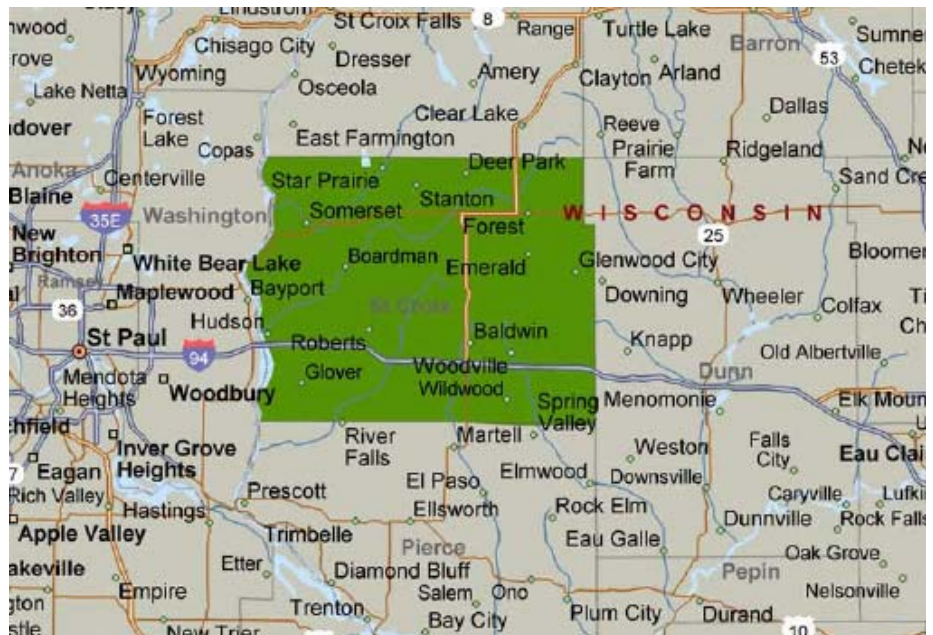 Lindstrom
St Croix Falls
8
Range
Turtle Lake
Barron
Sumner
Chisago City
Dresser
53
Wyoming
Osceola
Amery
Clayton
Arland
Chetek
Lake Netta
Forest
Lake
Clear Lake
Dallas
Copas
East Farmington
Reeve
Prairie
Farm
Ridgeland
Anoka
Centerville
Deer Park
Star Prairie
Stanton
Sand Cre
Blaine
35E
Washington
Somerset
Forest
WISCONSIN
25
New
Brighton
White Bear Lake
Boardman
Emerald
Glenwood City
Bloomer
Ramsey
Maplewood
Bayport
St Croix
Downing
Wheeler
Colfax
36
Hudson
Baldwin
Knapp
St Paul
94
Roberts
Old Albertville
Mendota
Heights
Woodbury
Glover
Woodville
Wildwood
Dunn
Menomonie
Elk Moun
Spring
Valley
River
Falls
Martell
Weston
Falls
City
Eau Clai
Inver Grove
Heights
Eagan
Rich Valley
El Paso
Elmwood
Downsville
Caryville
Lufkin
Prescott
Hastings
Ellsworth
Rock Elm
Dunnville
Rock Falls
Apple Valley
Trimbelle
Pierce
Eau Galle
Oak Grove
Etter
Diamond Bluff
Pepin
Nelsonville
akeville
Empire
Salem
Ono
Trenton
Plum City
Durand
New Trier
Bay City
10